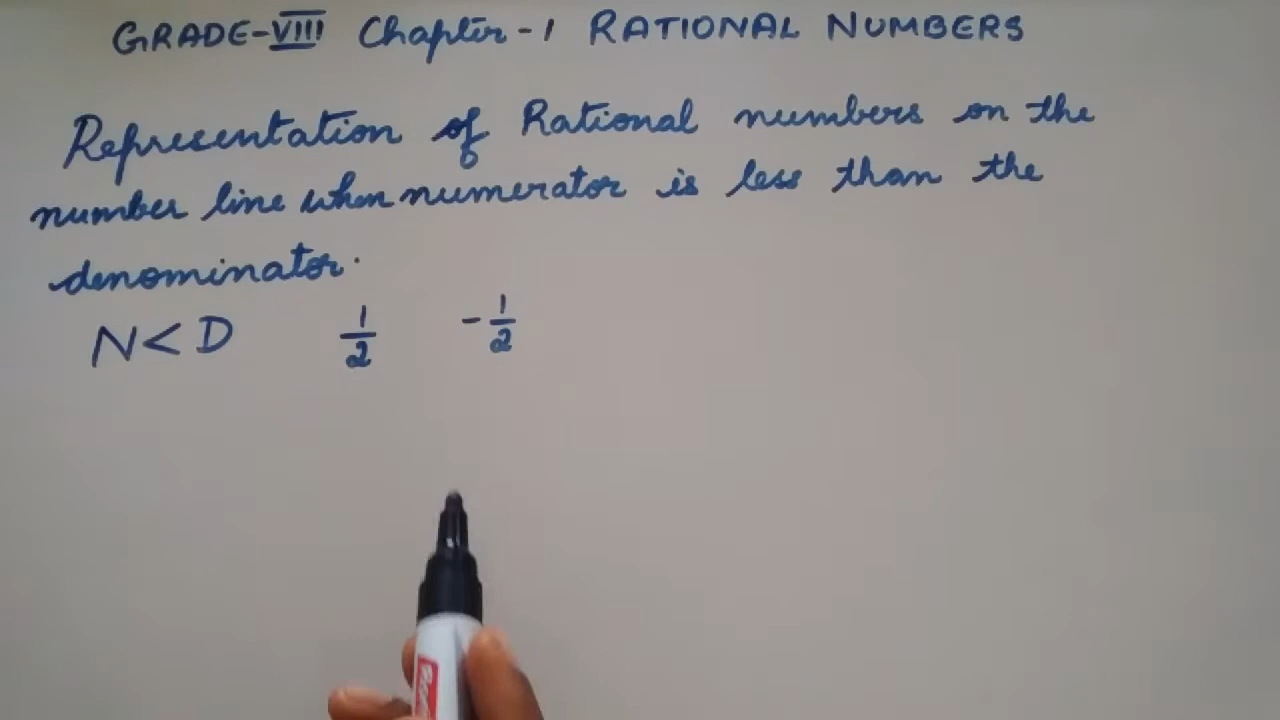 GRADE-VIII Chapter-1 RATIONAL NUMBERS
Representation of Rational numbers on the
number line when numerator is less than the
denominator.
N<D 1/2 -1/2